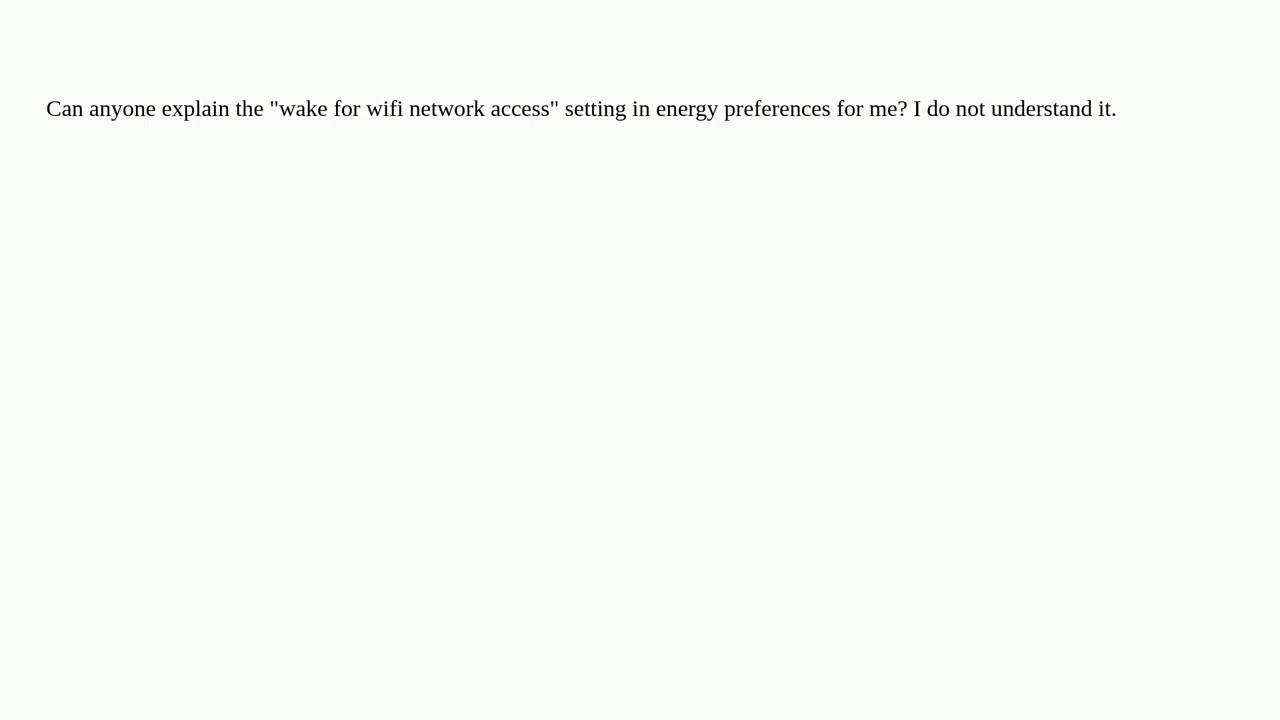 Can anyone explain the "wake for wifi network access" setting in energy preferences for me? I do not understand it.